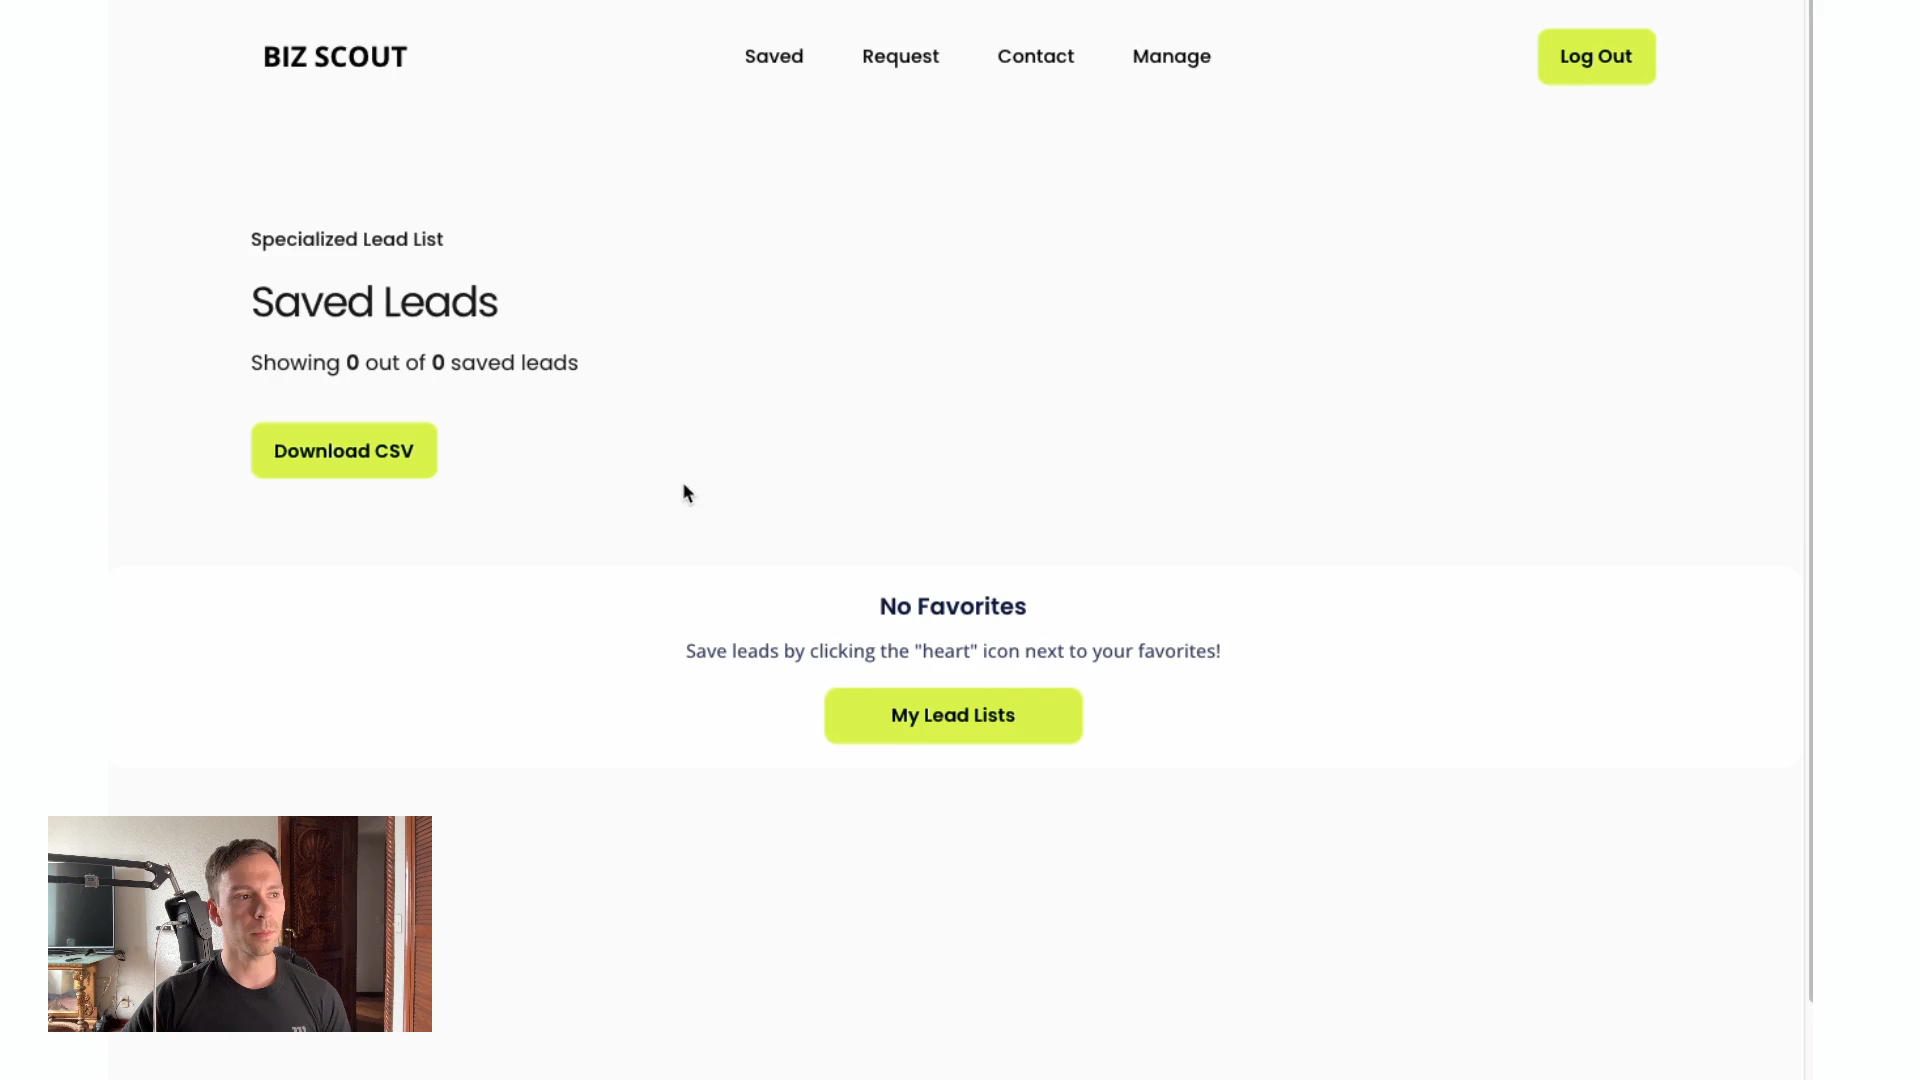 BIZ SCOUT
Saved
Request
Contact
Manage
Log Out
Specialized Lead List
Saved Leads
Showing 0 out of 0 saved leads
Download CSV
No Favorites
Save leads by clicking the "heart" icon next to your favorites!
My Lead Lists